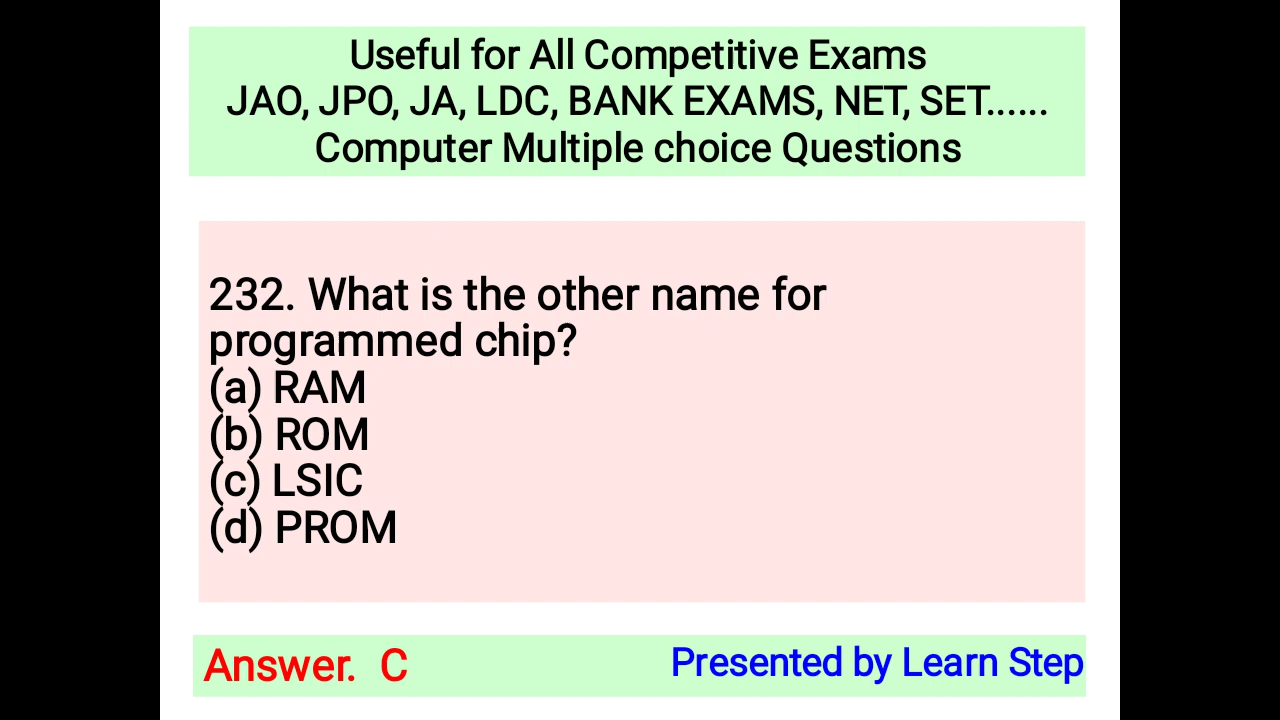 Useful for All Competitive Exams
JAO, JPO, JA, LDC, BANK EXAMS, NET, SET......
Computer Multiple choice Questions
232. What is the other name for
programmed chip?
(a) RAM
(b) ROM
(c) LSIC
(d) PROM
Answer.  C
Presented by Learn Step